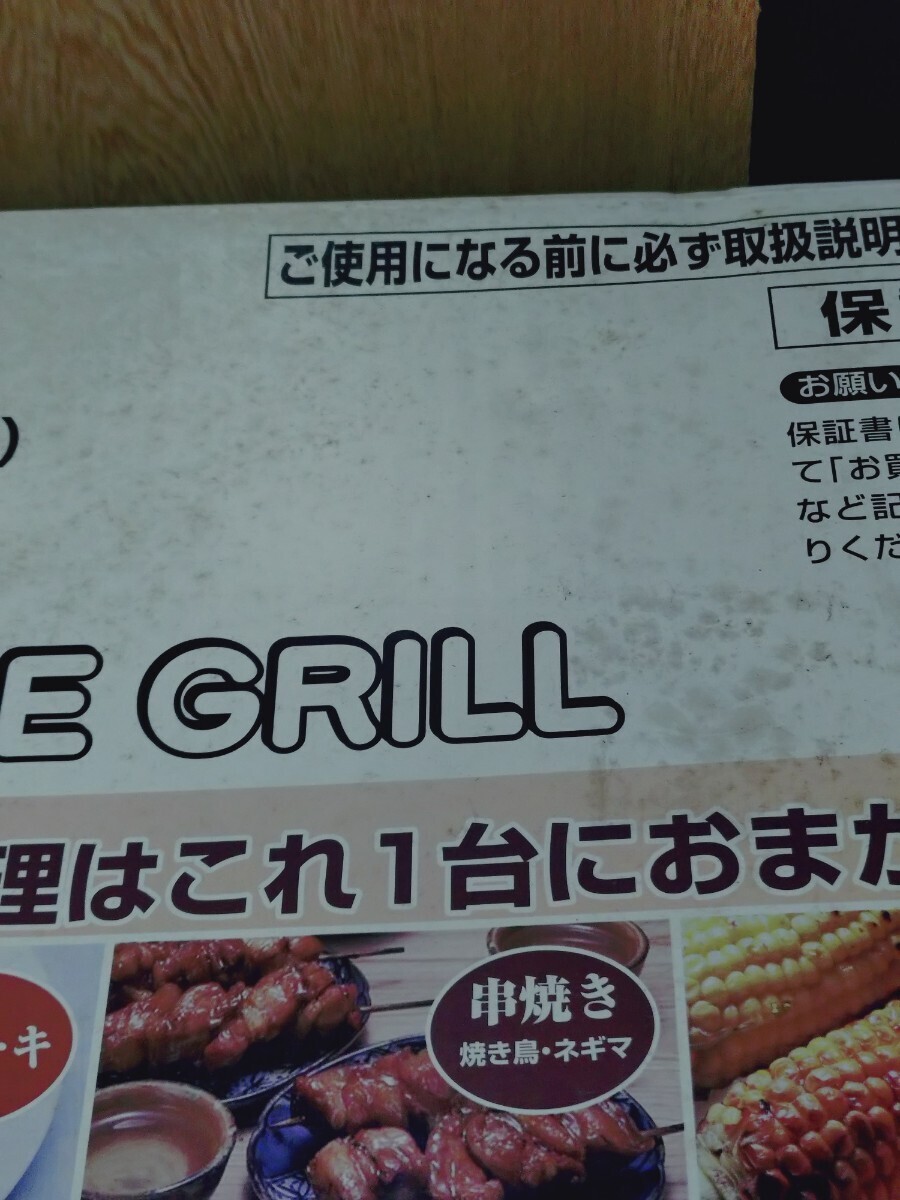 ご使用になる前に必ず取扱説明
保
お願い
保証書
て「お買
など記
りくだ
)
E GRILL
理はこれ1台におまか
串焼き
焼き鳥・ネギマ
ーキ